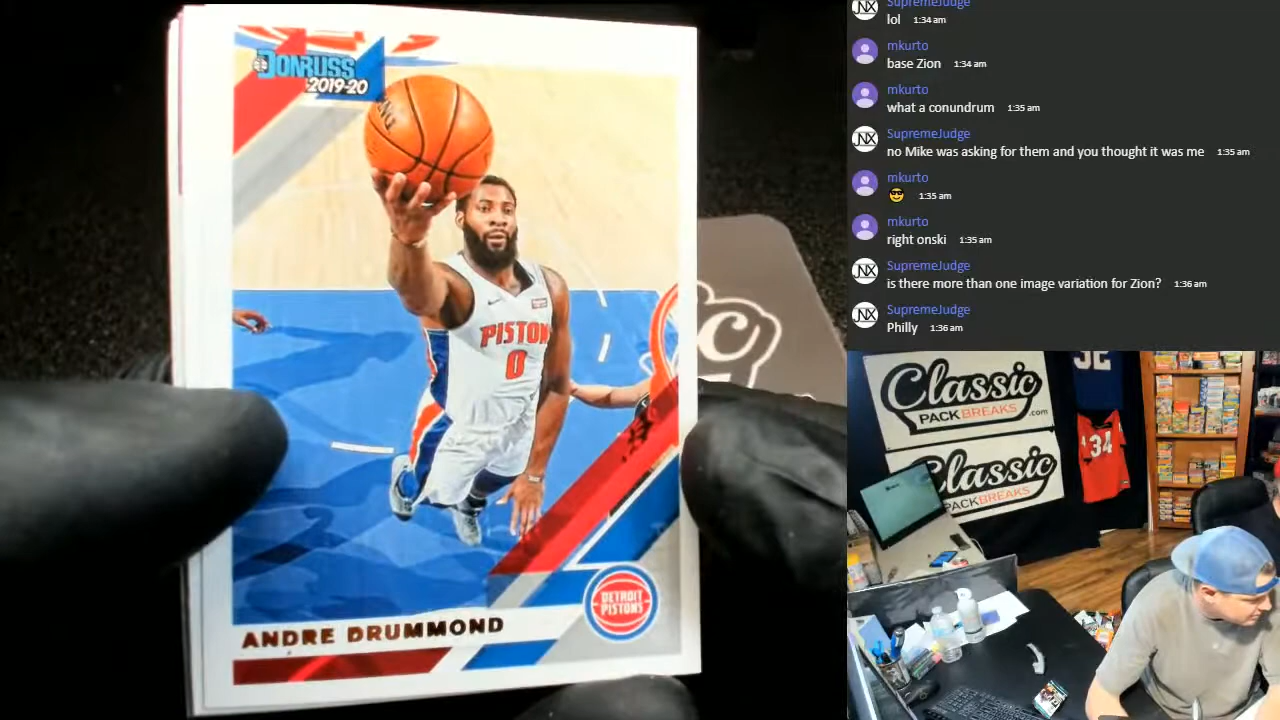 DONRUSS
2019-20
PISTON
0
DETROIT
PISTONS
ANDRE DRUMMOND
SupremeJudge
lol 1:34 am
mkurto
base Zion 1:34 am
mkurto
what a conundrum 1:35 am
SupremeJudge
no Mike was asking for them and you thought it was me 1:35 am
mkurto
😎 1:35 am
mkurto
right onski 1:35 am
SupremeJudge
is there more than one image variation for Zion? 1:36 am
SupremeJudge
Philly 1:36 am
Classic
PACKBREAKS.com
Classic
PACKBREAKS
34